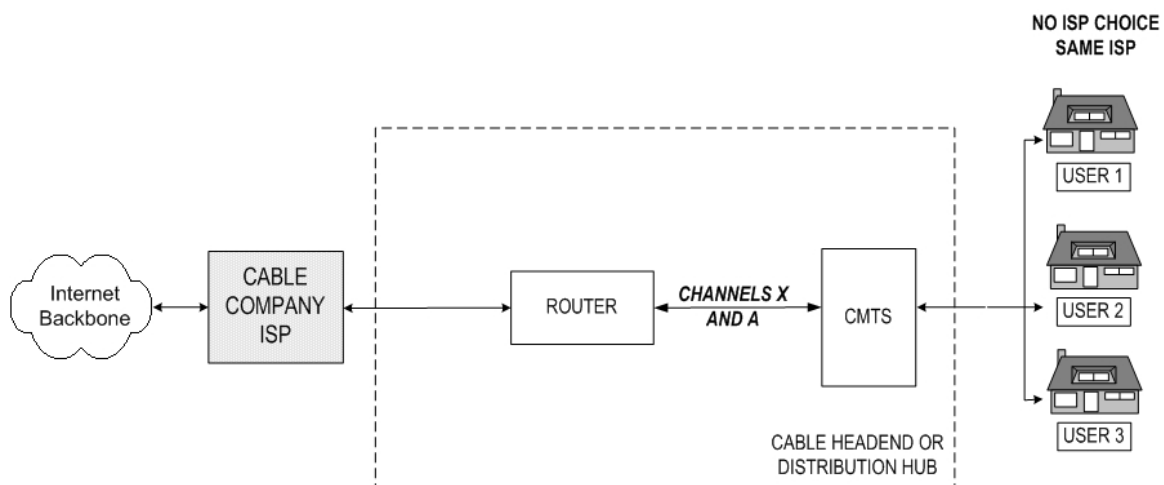 NO ISP CHOICE
SAME ISP
USER 1
Internet
Backbone
CABLE
COMPANY
ISP
ROUTER
CHANNELS X
AND A
CMTS
USER 2
USER 3
CABLE HEADEND OR
DISTRIBUTION HUB